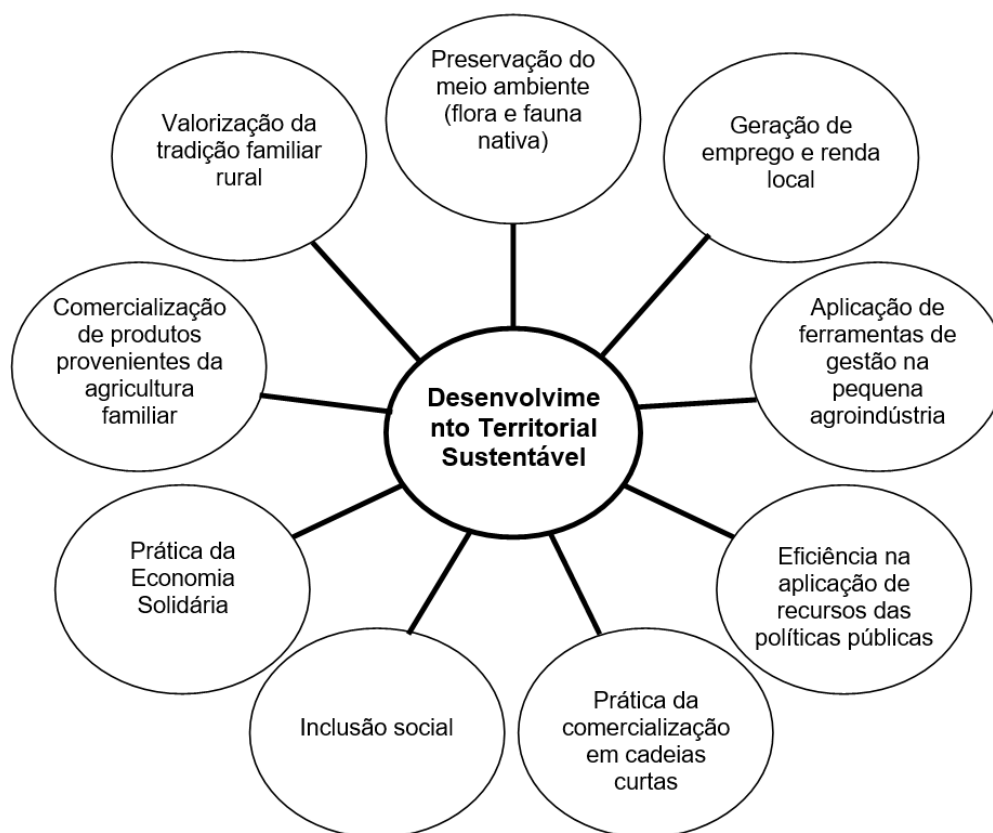 Preservação do
meio ambiente
(flora e fauna
nativa)
Valorização da
tradição familiar
rural
Geração de
emprego e renda
local
Comercialização
de produtos
provenientes da
agricultura
familiar
Aplicação de
ferramentas de
gestão na
pequena
agroindústria
Desenvolvime
nto Territorial
Sustentável
Prática da
Economia
Solidária
Eficiência na
aplicação de
recursos das
políticas públicas
Inclusão social
Prática da
comercialização
em cadeias
curtas